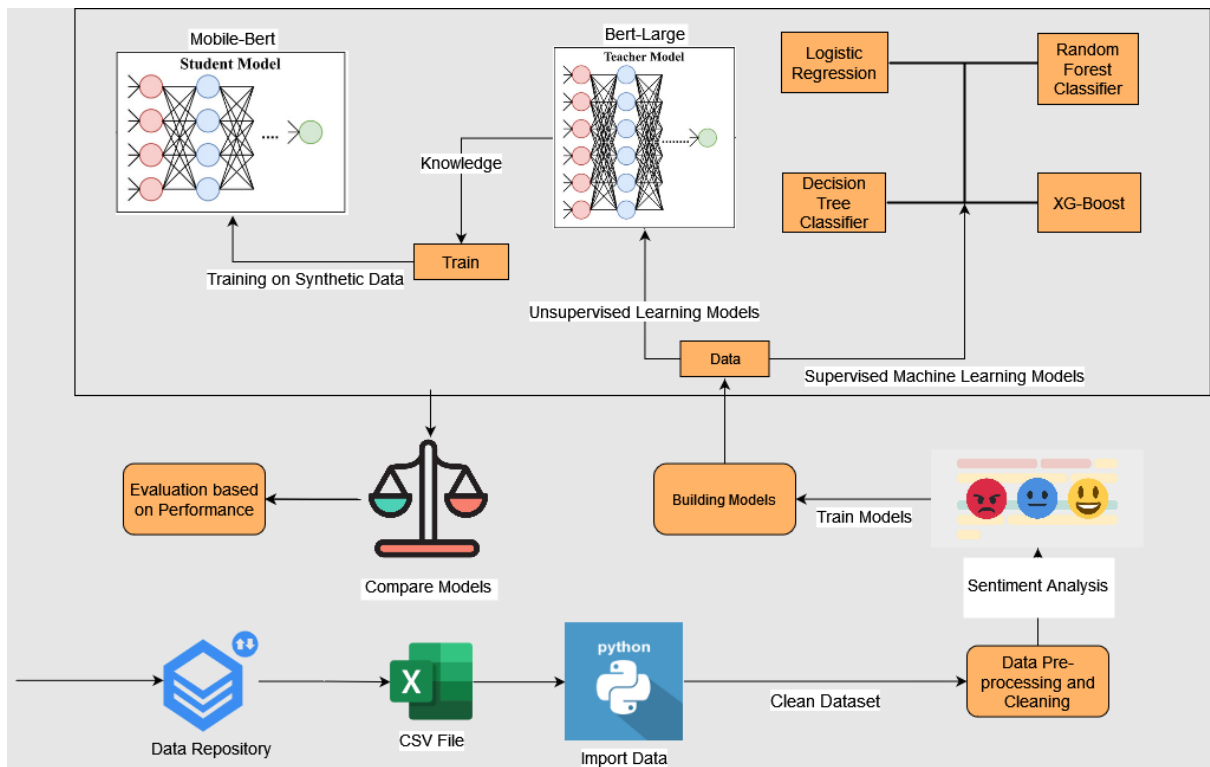 Mobile-Bert
Student Model
....
Bert-Large
Teacher Model
........
Logistic
Regression
Random
Forest
Classifier
Knowledge
Decision
Tree
Classifier
XG-Boost
Train
Training on Synthetic Data
Unsupervised Learning Models
Data
Supervised Machine Learning Models
Evaluation based
on Performance
Compare Models
Building Models
Train Models
Sentiment Analysis
Data Repository
X
CSV File
python
Import Data
Clean Dataset
Data Pre-
processing and
Cleaning